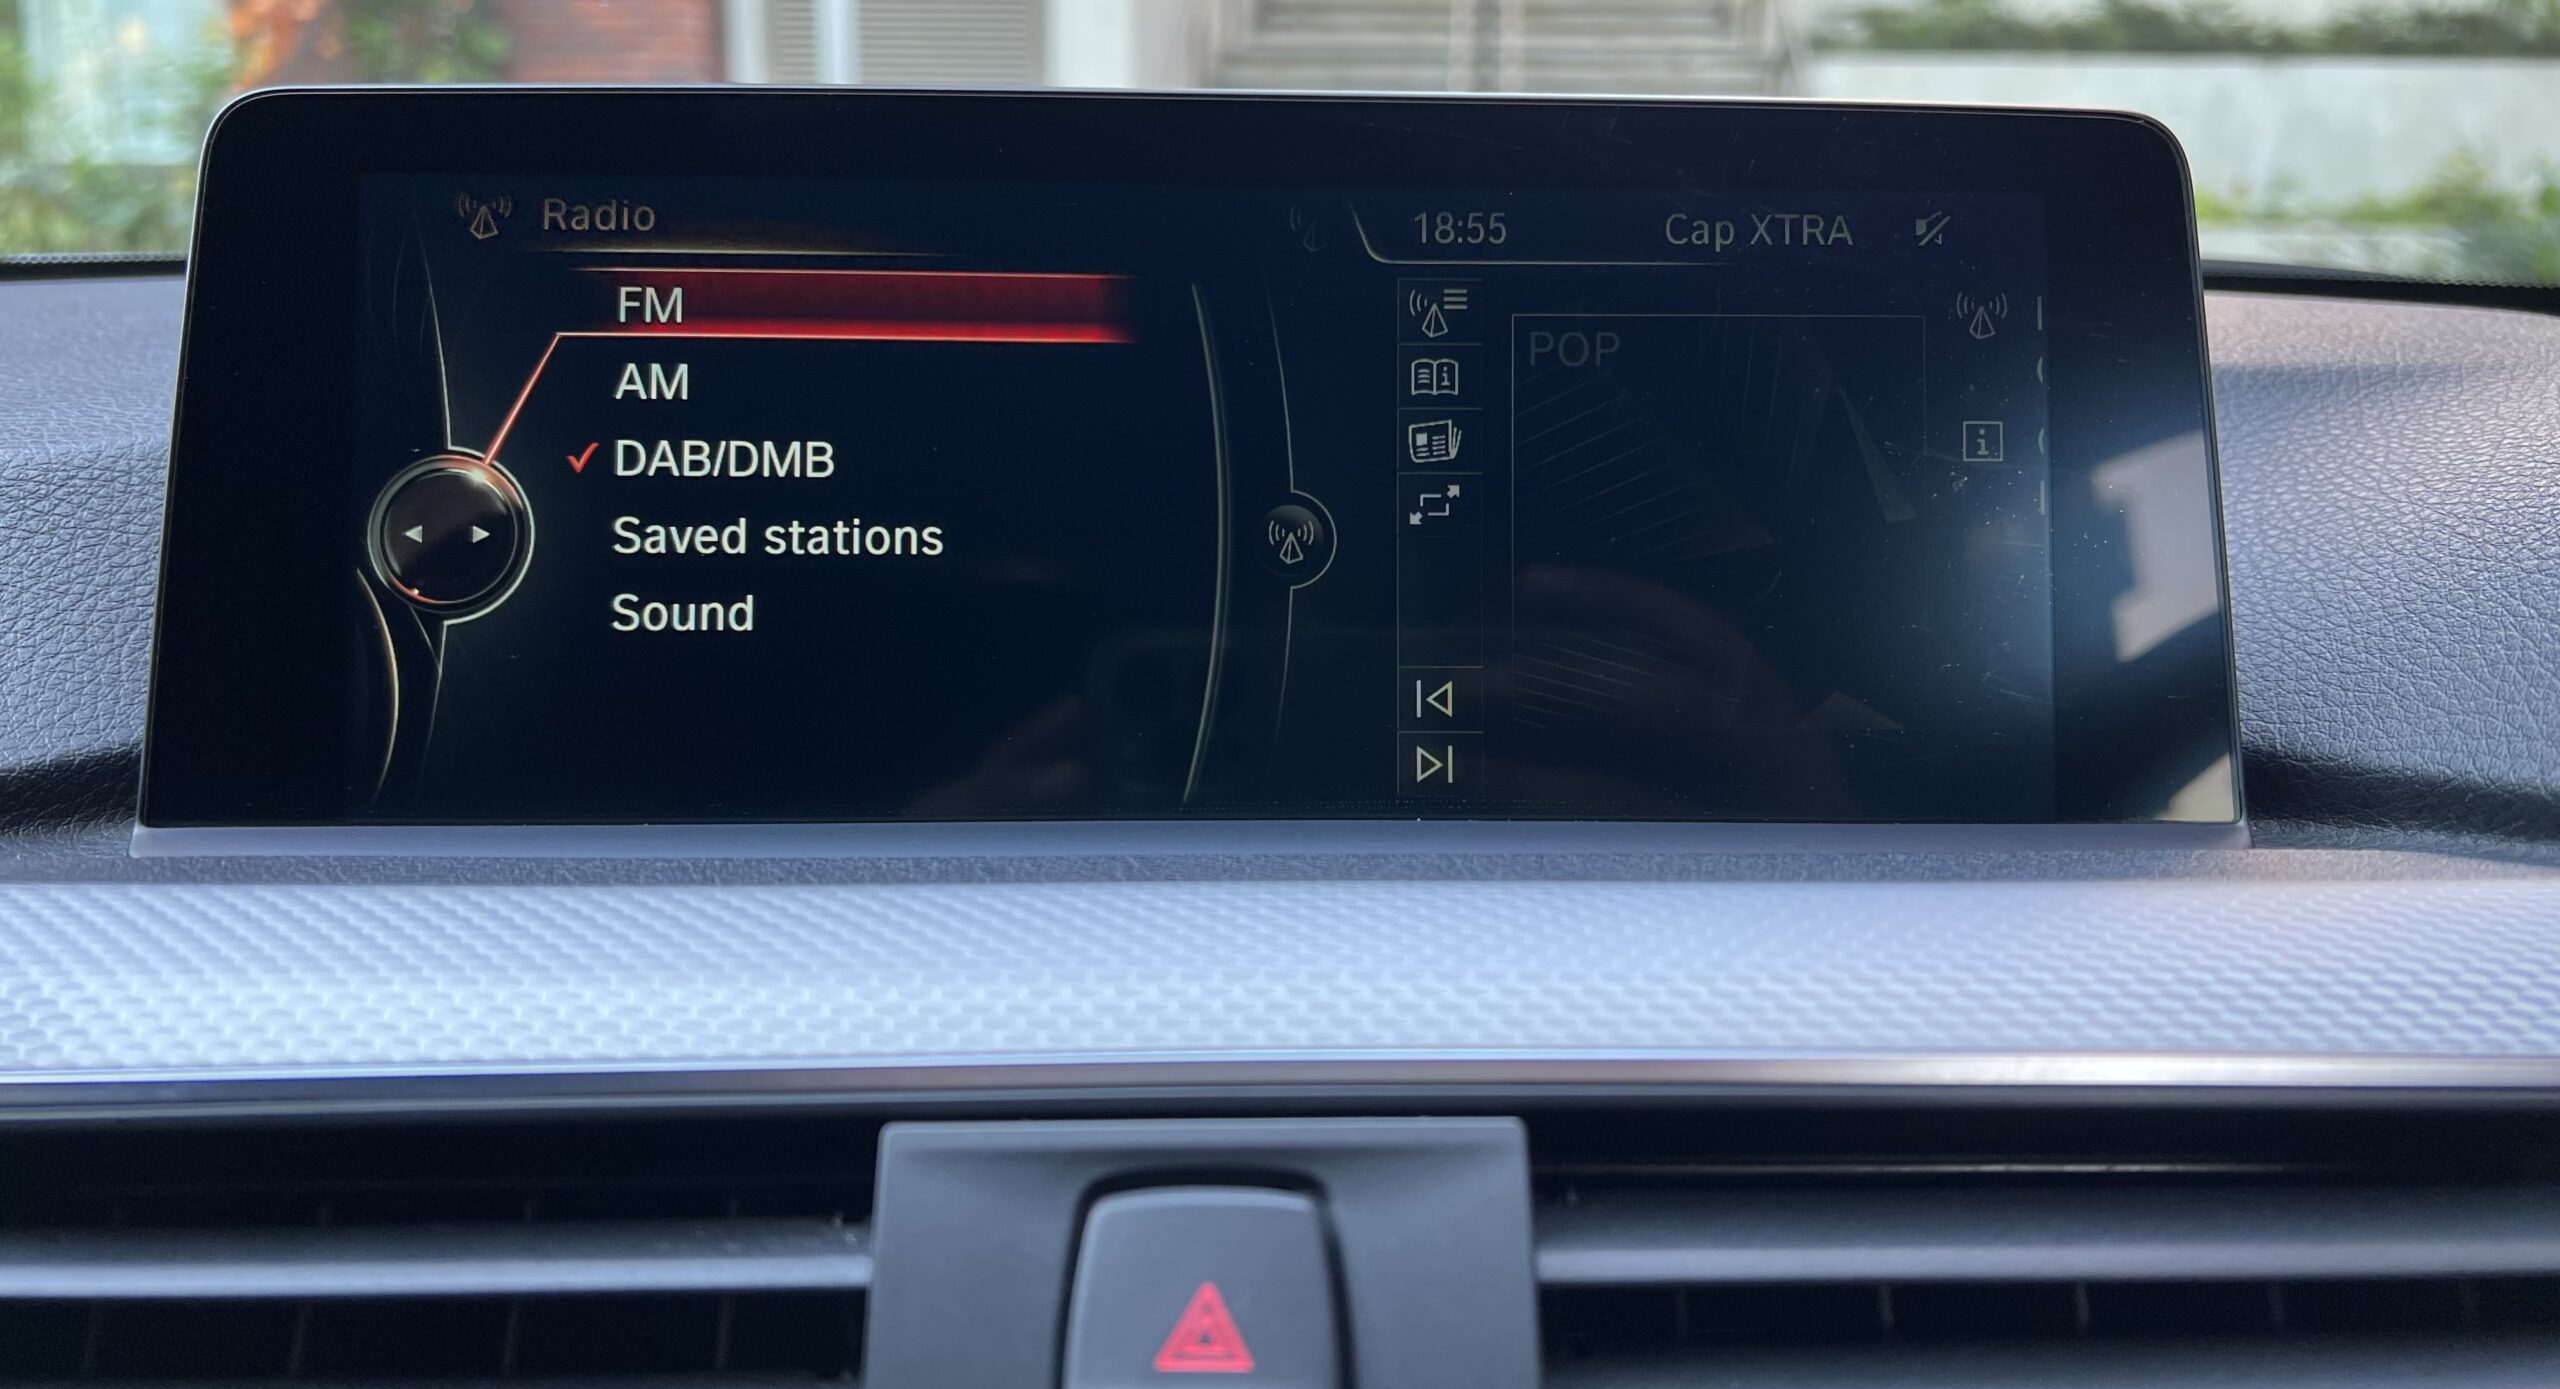 Radio
18:55
Cap XTRA
FM
AM
DAB/DMB
Saved stations
Sound
POP